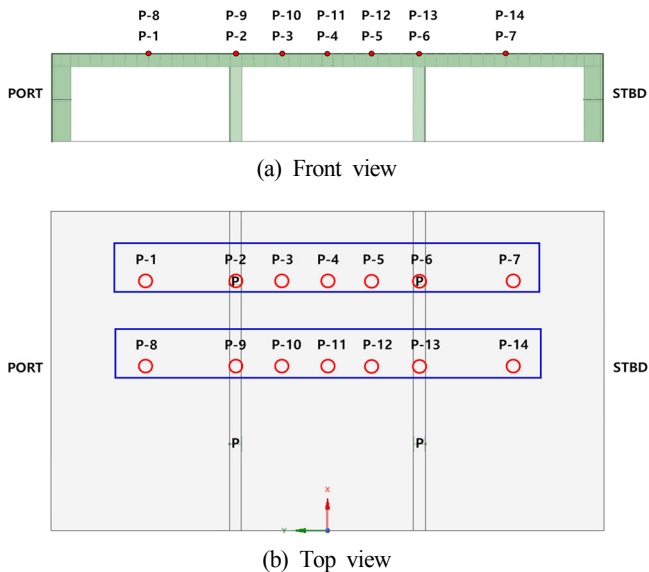 P-8 P-9 P-10 P-11 P-12 P-13 P-14
P-1 P-2 P-3 P-4 P-5 P-6 P-7
PORT STBD
(a) Front view
P-1 P-2 P-3 P-4 P-5 P-6 P-7
P P
P-8 P-9 P-10 P-11 P-12 P-13 P-14
PORT STBD
P P
X
Y
(b) Top view